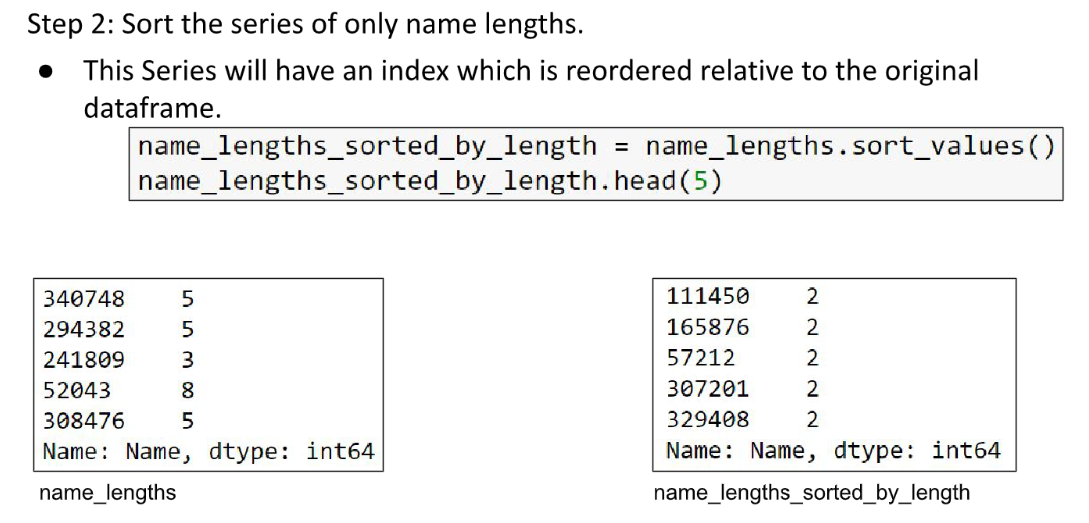 Step 2: Sort the series of only name lengths.
● This Series will have an index which is reordered relative to the original
dataframe.
name_lengths_sorted_by_length = name_lengths.sort_values()
name_lengths_sorted_by_length.head(5)
340748 5
294382 5
241809 3
52043 8
308476 5
Name: Name, dtype: int64
name_lengths
111450 2
165876 2
57212 2
307201 2
329408 2
Name: Name, dtype: int64
name_lengths_sorted_by_length